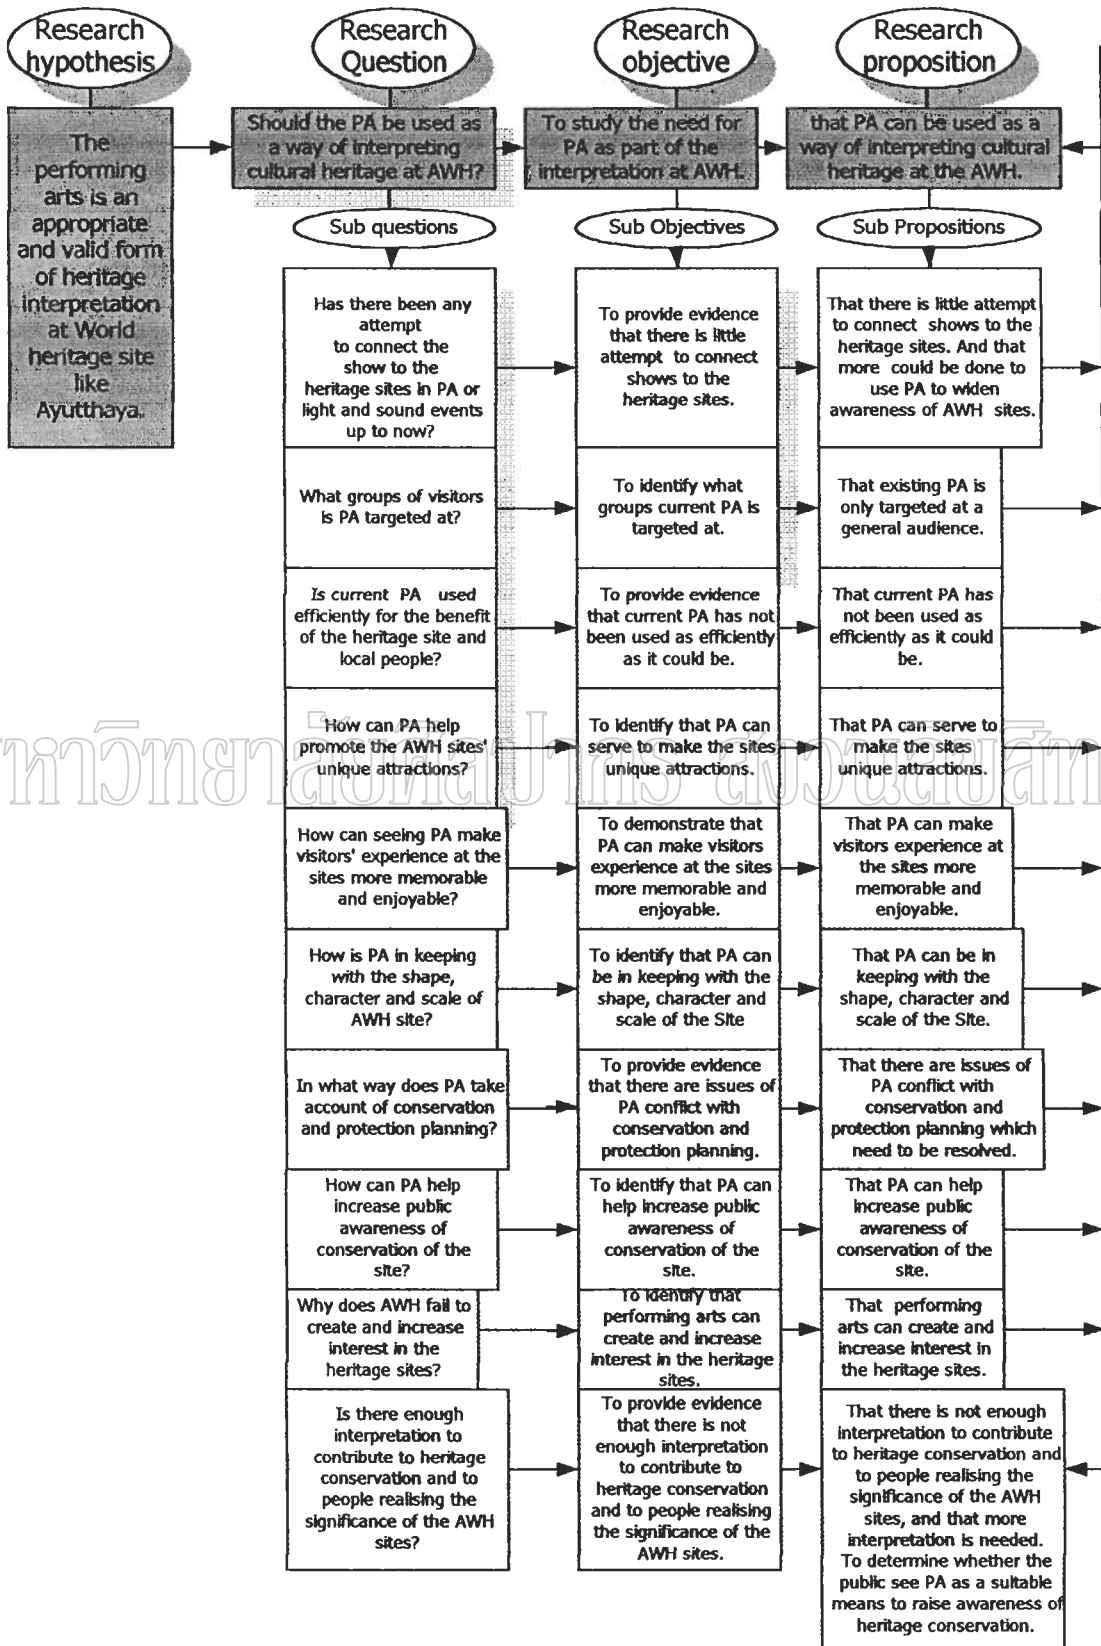 Research
hypothesis
Research
Question
Research
objective
Research
proposition
The
performing
arts is an
appropriate
and valid form
of heritage
interpretation
at World
heritage site
like
Ayutthaya.
Should the PA be used as
a way of interpreting
cultural heritage at AWH?
To study the need for
PA as part of the
interpretation at AWH.
that PA can be used as a
way of interpreting cultural
heritage at the AWH.
Sub questions
Sub Objectives
Sub Propositions
Has there been any
attempt
to connect the
show to the
heritage sites in PA or
light and sound events
up to now?
To provide evidence
that there is little
attempt to connect
shows to the
heritage sites.
That there is little attempt
to connect shows to the
heritage sites. And that
more could be done to
use PA to widen
awareness of AWH sites.
What groups of visitors
is PA targeted at?
To identify what
groups current PA is
targeted at.
That existing PA is
only targeted at a
general audience.
Is current PA used
efficiently for the benefit
of the heritage site and
local people?
To provide evidence
that current PA has not
been used as efficiently
as it could be.
That current PA has
not been used as
efficiently as it could
be.
How can PA help
promote the AWH sites'
unique attractions?
To identify that PA can
serve to make the sites
unique attractions.
That PA can serve to
make the sites
unique attractions.
หาวิทยาลัยศิลปากร สงวนลิขสิท
How can seeing PA make
visitors' experience at the
sites more memorable
and enjoyable?
To demonstrate that
PA can make visitors
experience at the sites
more memorable and
enjoyable.
That PA can make
visitors experience at
the sites more
memorable and
enjoyable.
How is PA in keeping
with the shape,
character and scale of
AWH site?
To identify that PA can
be in keeping with the
shape, character and
scale of the Site
That PA can be in
keeping with the
shape, character and
scale of the Site.
In what way does PA take
account of conservation
and protection planning?
To provide evidence
that there are issues of
PA conflict with
conservation and
protection planning.
That there are issues of
PA conflict with
conservation and
protection planning which
need to be resolved.
How can PA help
increase public
awareness of
conservation of the
site?
To identify that PA can
help increase public
awareness of
conservation of the
site.
That PA can help
increase public
awareness of
conservation of the
site.
Why does AWH fail to
create and increase
interest in the
heritage sites?
To identify that
performing arts can
create and increase
interest in the heritage
sites.
That performing
arts can create and
increase interest in
the heritage sites.
Is there enough
interpretation to
contribute to heritage
conservation and to
people realising the
significance of the AWH
sites?
To provide evidence
that there is not
enough interpretation
to contribute to
heritage conservation
and to people realising
the significance of the
AWH sites.
That there is not enough
interpretation to contribute
to heritage conservation and
to people realising the
significance of the AWH
sites, and that more
interpretation is needed.
To determine whether the
public see PA as a suitable
means to raise awareness of
heritage conservation.